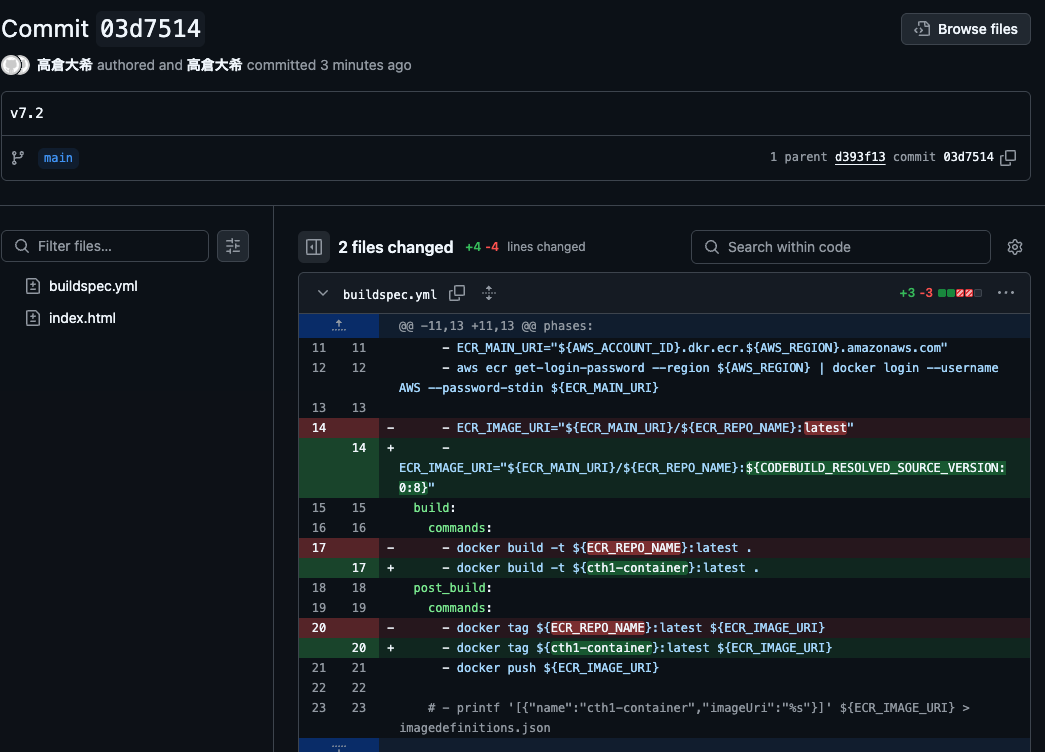 Commit 03d7514
Browse files
高倉大希 authored and 高倉大希 committed 3 minutes ago
v7.2
main
1 parent d393f13 commit 03d7514
Filter files...
buildspec.yml
index.html
2 files changed +4 -4 lines changed
Search within code
buildspec.yml
+3 -3
@@ -11,13 +11,13 @@ phases:
11 11 - ECR_MAIN_URI="${AWS_ACCOUNT_ID}.dkr.ecr.${AWS_REGION}.amazonaws.com"
12 12 - aws ecr get-login-password --region ${AWS_REGION} | docker login --username
AWS --password-stdin ${ECR_MAIN_URI}
13 13
14 - - ECR_IMAGE_URI="${ECR_MAIN_URI}/${ECR_REPO_NAME}:latest"
14 + -
ECR_IMAGE_URI="${ECR_MAIN_URI}/${ECR_REPO_NAME}:${CODEBUILD_RESOLVED_SOURCE_VERSION:
0:8}"
15 15 build:
16 16 commands:
17 - - docker build -t ${ECR_REPO_NAME}:latest .
17 + - docker build -t ${cth1-container}:latest .
18 18 post_build:
19 19 commands:
20 - - docker tag ${ECR_REPO_NAME}:latest ${ECR_IMAGE_URI}
20 + - docker tag ${cth1-container}:latest ${ECR_IMAGE_URI}
21 21 - docker push ${ECR_IMAGE_URI}
22 22
23 23 # - printf '[{"name":"cth1-container","imageUri":"%s"}]' ${ECR_IMAGE_URI} >
imagedefinitions.json